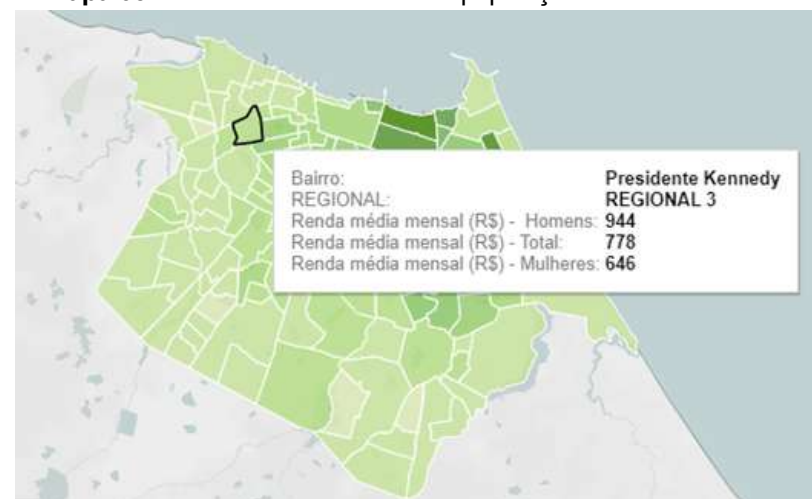 Bairro: Presidente Kennedy
REGIONAL: REGIONAL 3
Renda média mensal (R$) - Homens: 944
Renda média mensal (R$) - Total: 778
Renda média mensal (R$) - Mulheres: 646